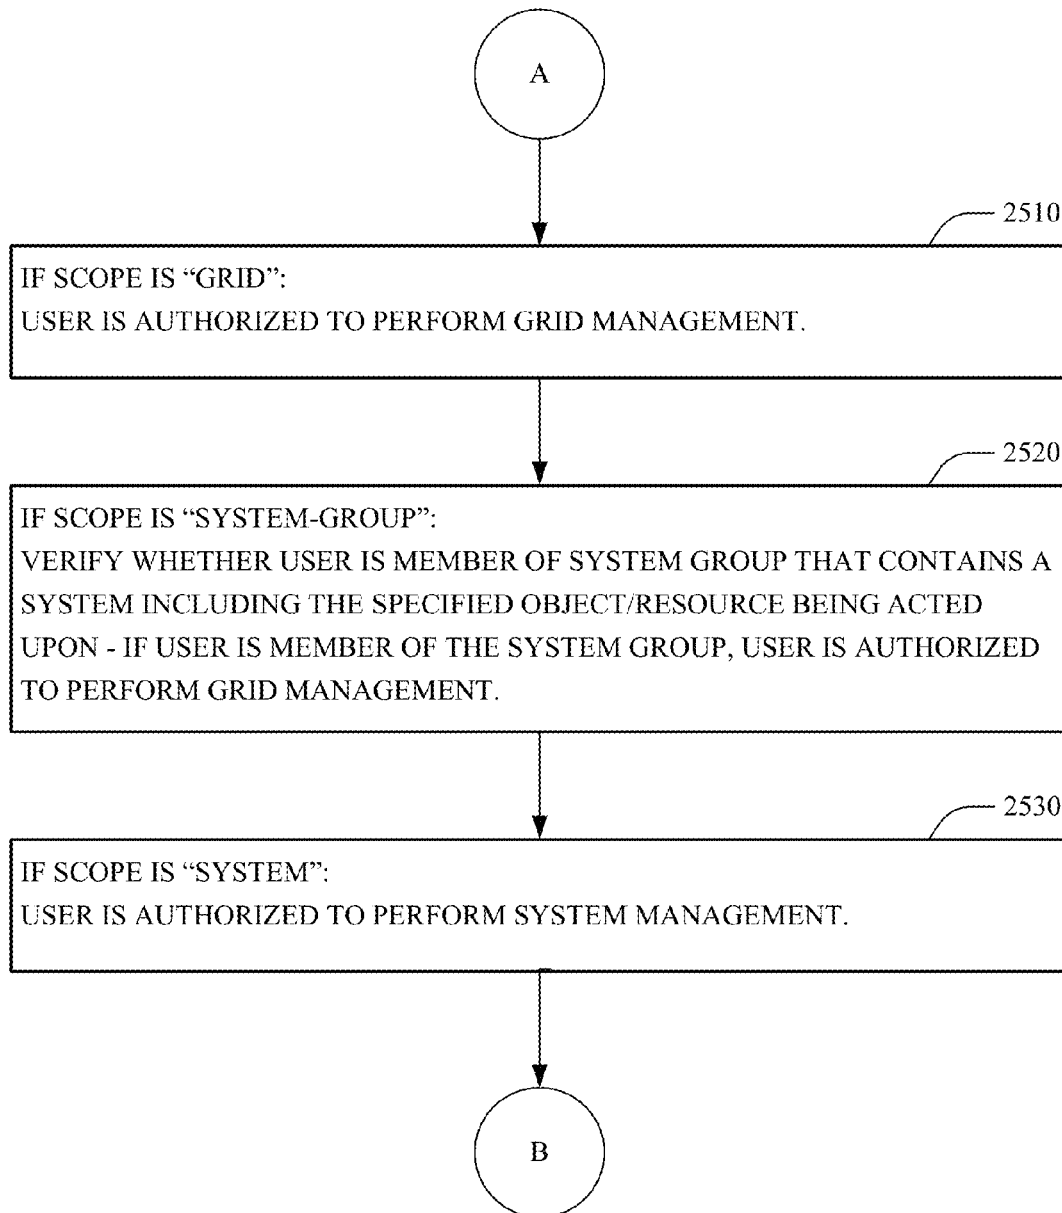 A
2510
IF SCOPE IS “GRID”:
USER IS AUTHORIZED TO PERFORM GRID MANAGEMENT.
2520
IF SCOPE IS “SYSTEM-GROUP”:
VERIFY WHETHER USER IS MEMBER OF SYSTEM GROUP THAT CONTAINS A
SYSTEM INCLUDING THE SPECIFIED OBJECT/RESOURCE BEING ACTED
UPON - IF USER IS MEMBER OF THE SYSTEM GROUP, USER IS AUTHORIZED
TO PERFORM GRID MANAGEMENT.
2530
IF SCOPE IS “SYSTEM”:
USER IS AUTHORIZED TO PERFORM SYSTEM MANAGEMENT.
B